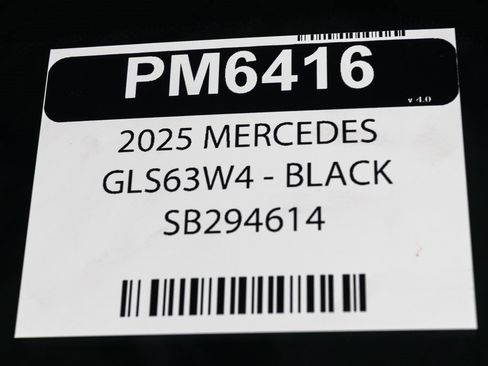 PM6416
v 4.0
2025 MERCEDES
GLS63W4 - BLACK
SB294614